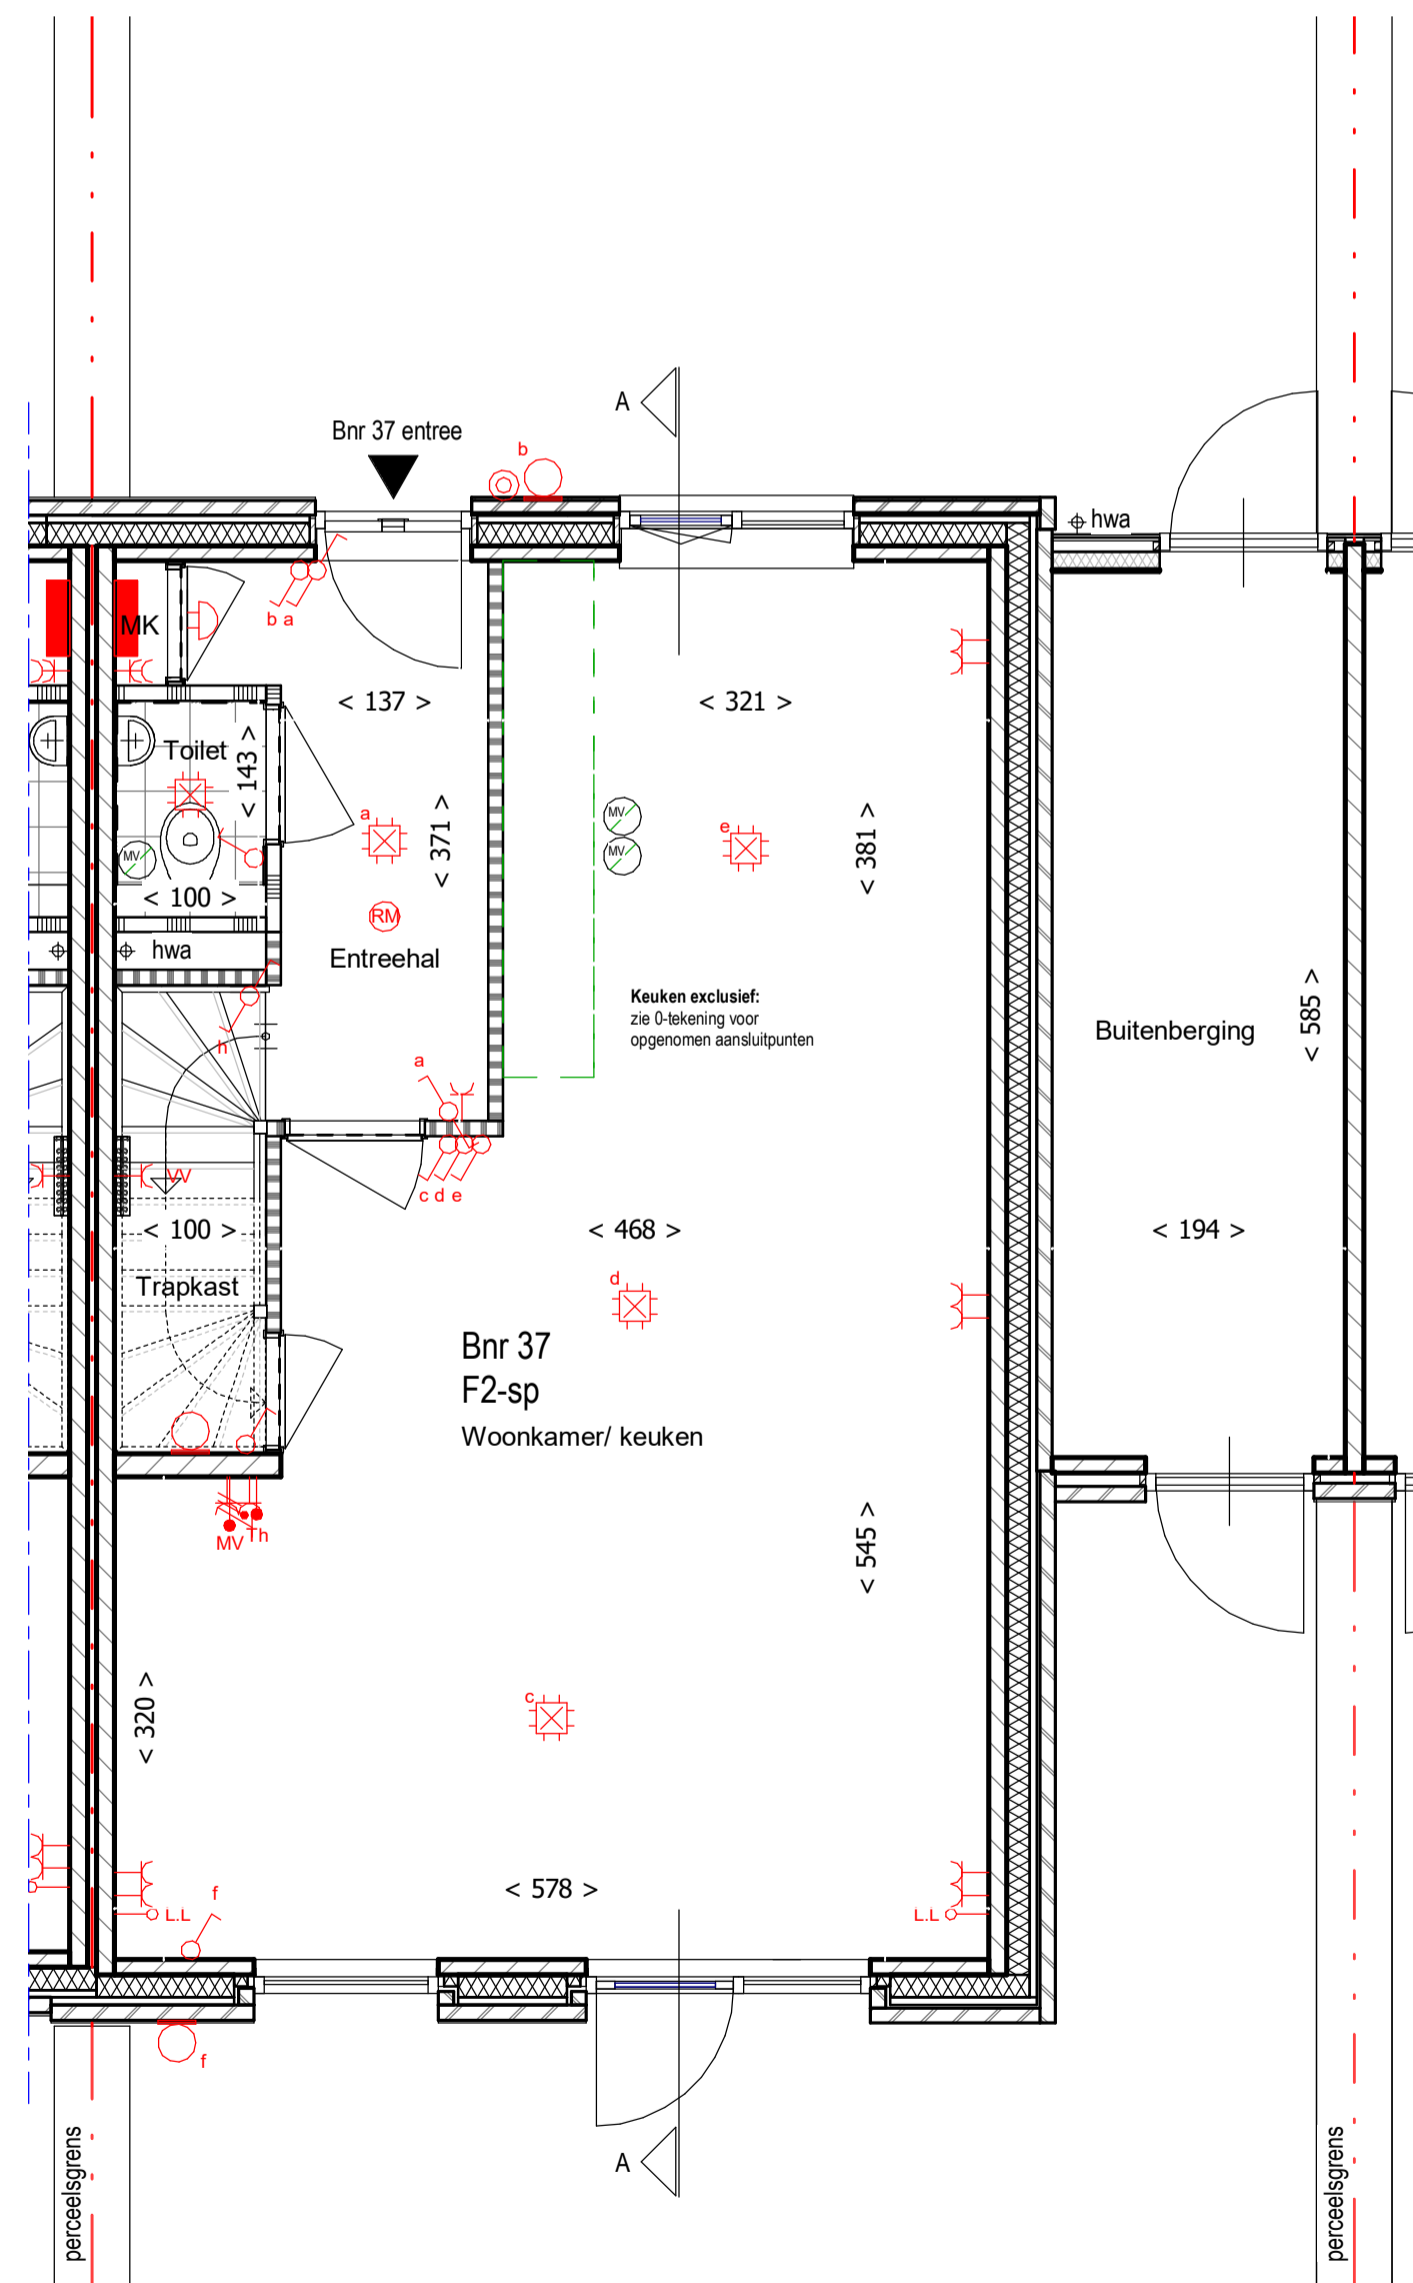 A
Bnr 37 entree
b
hwa
MK
b a
< 137 >
< 321 >
Toilet
< 143 >
a
< 371 >
MV
MV
e
< 381 >
MV
< 100 >
RM
hwa
Entreehal
Keuken exclusief:
zie 0-tekening voor
opgenomen aansluitpunten
Buitenberging
< 585 >
h
a
VV
c d e
< 100 >
< 468 >
< 194 >
Trapkast
d
Bnr 37
F2-sp
Woonkamer/ keuken
MV
Th
< 545 >
< 320 >
c
< 578 >
f
L.L
L.L
f
A
perceelsgrens
perceelsgrens